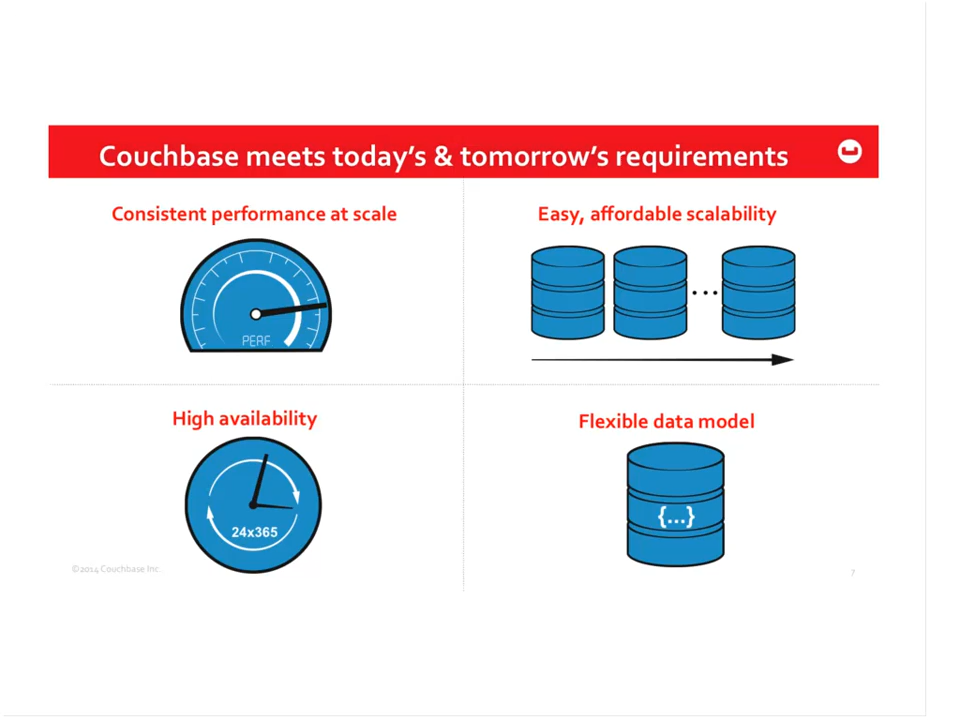 Couchbase meets today's & tomorrow's requirements
Consistent performance at scale
Easy, affordable scalability
PERF
...
High availability
Flexible data model
24x365
{...}
©2014 Couchbase Inc.
7